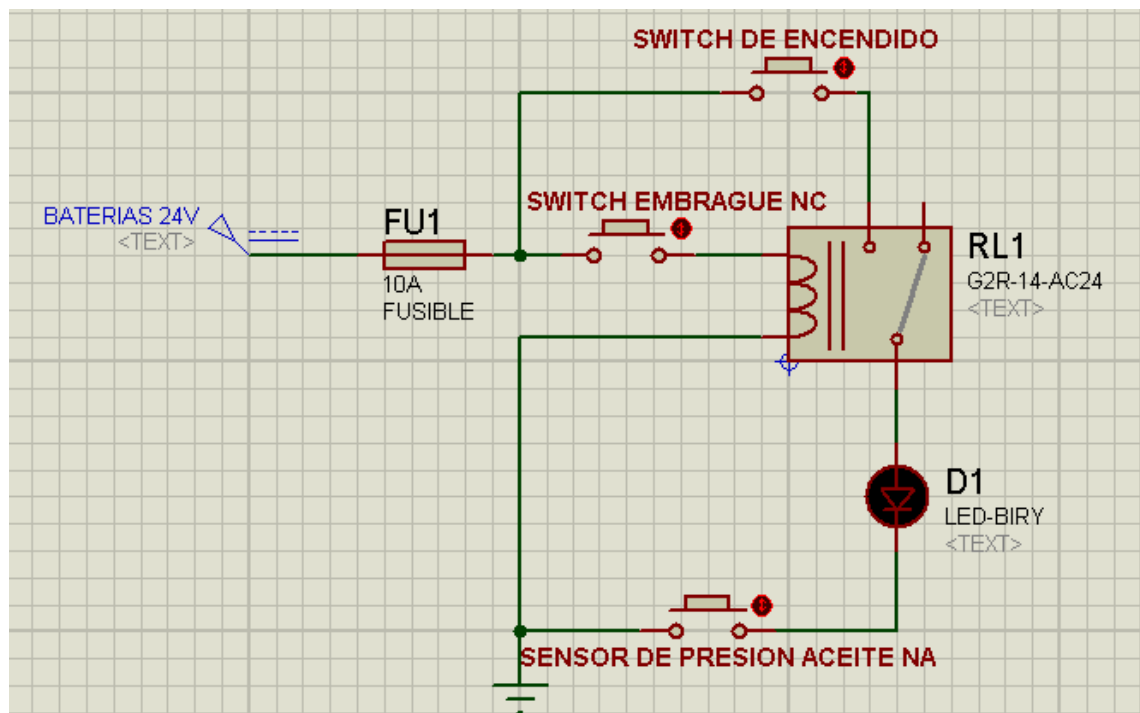 SWITCH DE ENCENDIDO
SWITCH EMBRAGUE NC
BATERIAS 24V
<TEXT>
FU1
10A
FUSIBLE
RL1
G2R-14-AC24
<TEXT>
D1
LED-BIRY
<TEXT>
SENSOR DE PRESION ACEITE NA